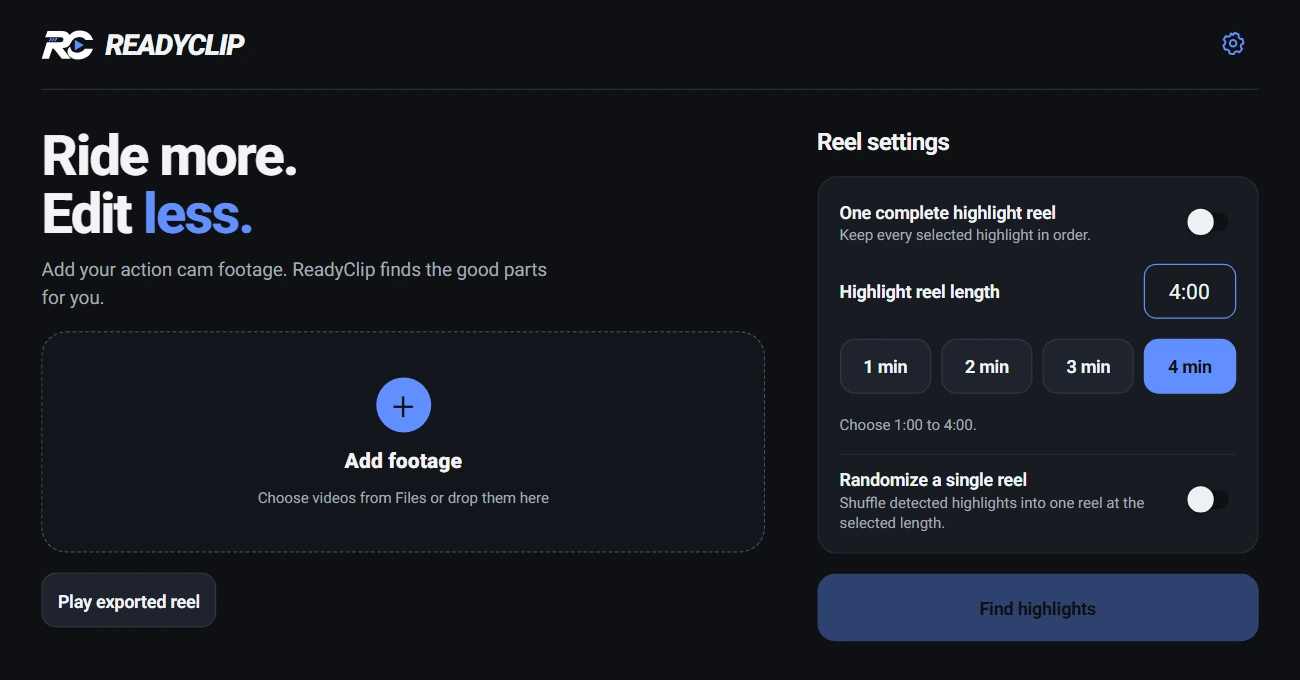 RC READYCLIP
Ride more.
Edit less.
Add your action cam footage. ReadyClip finds the good parts
for you.
Add footage
Choose videos from Files or drop them here
Play exported reel
Reel settings
One complete highlight reel
Keep every selected highlight in order.
Highlight reel length
4:00
1 min
2 min
3 min
4 min
Choose 1:00 to 4:00.
Randomize a single reel
Shuffle detected highlights into one reel at the
selected length.
Find highlights